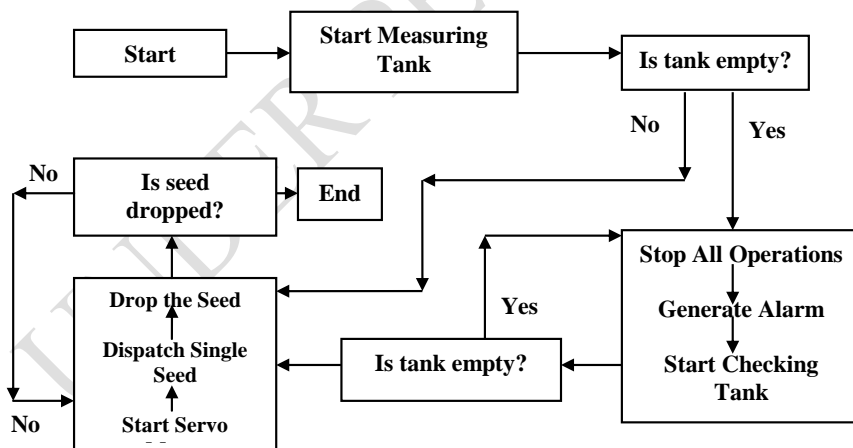 Start
Start Measuring
Tank
Is tank empty?
No
Yes
No
Is seed
dropped?
End
Stop All Operations
Generate Alarm
Start Checking
Tank
Yes
Is tank empty?
Drop the Seed
Dispatch Single
Seed
Start Servo
No